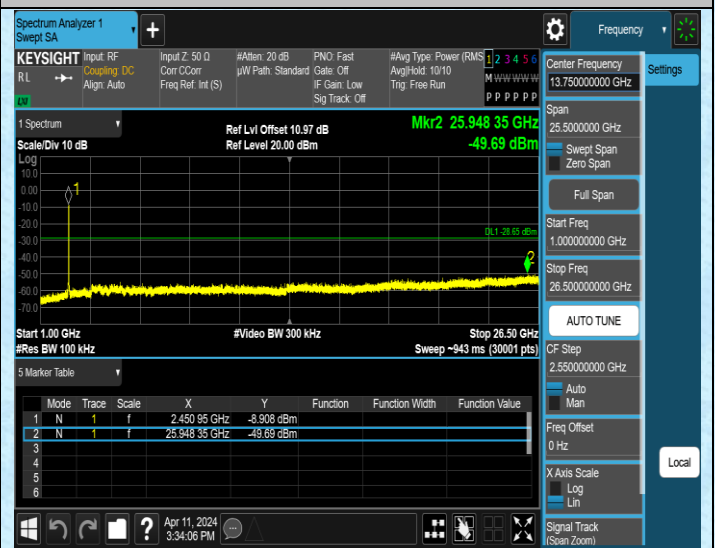 Spectrum Analyzer 1
Swept SA
+
Frequency
KEYSIGHT
RL
LNI
Input: RF
Coupling: DC
Align: Auto
Input Z: 50 Ω
Corr CCorr
Freq Ref: Int (S)
#Atten: 20 dB
µW Path: Standard
PNO: Fast
Gate: Off
IF Gain: Low
Sig Track: Off
#Avg Type: Power (RMS
Avg|Hold: 10/10
Trig: Free Run
1 2 3 4 5 6
M W W W W W
P P P P P P
1 Spectrum
Scale/Div 10 dB
Ref Lvl Offset 10.97 dB
Ref Level 20.00 dBm
Mkr2 25.948 35 GHz
-49.69 dBm
Log
10.0
0.00
-10.0
-20.0
-30.0
-40.0
-50.0
-60.0
-70.0
1
2
DL1 -28.65 dBm
Start 1.00 GHz
#Res BW 100 kHz
#Video BW 300 kHz
Stop 26.50 GHz
Sweep ~943 ms (30001 pts)
5 Marker Table
Mode Trace Scale X Y Function Function Width Function Value
1 N 1 f 2.450 95 GHz -8.908 dBm
2 N 1 f 25.948 35 GHz -49.69 dBm
3
4
5
6
Apr 11, 2024
3:34:06 PM
Center Frequency
13.750000000 GHz
Span
25.5000000 GHz
Swept Span
Zero Span
Full Span
Start Freq
1.000000000 GHz
Stop Freq
26.500000000 GHz
AUTO TUNE
CF Step
2.550000000 GHz
Auto
Man
Freq Offset
0 Hz
X Axis Scale
Log
Lin
Signal Track
(Span Zoom)
Settings
Local